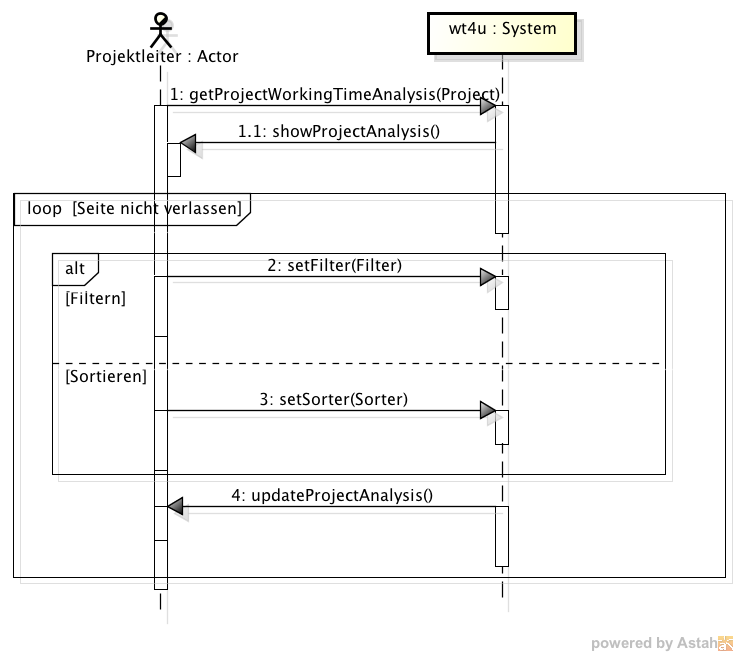 wt4u : System
Projektleiter : Actor
1: getProjectWorkingTimeAnalysis(Project)
1.1: showProjectAnalysis()
loop [Seite nicht verlassen]
alt
2: setFilter(Filter)
[Filtern]
[Sortieren]
3: setSorter(Sorter)
4: updateProjectAnalysis()
powered by Astah